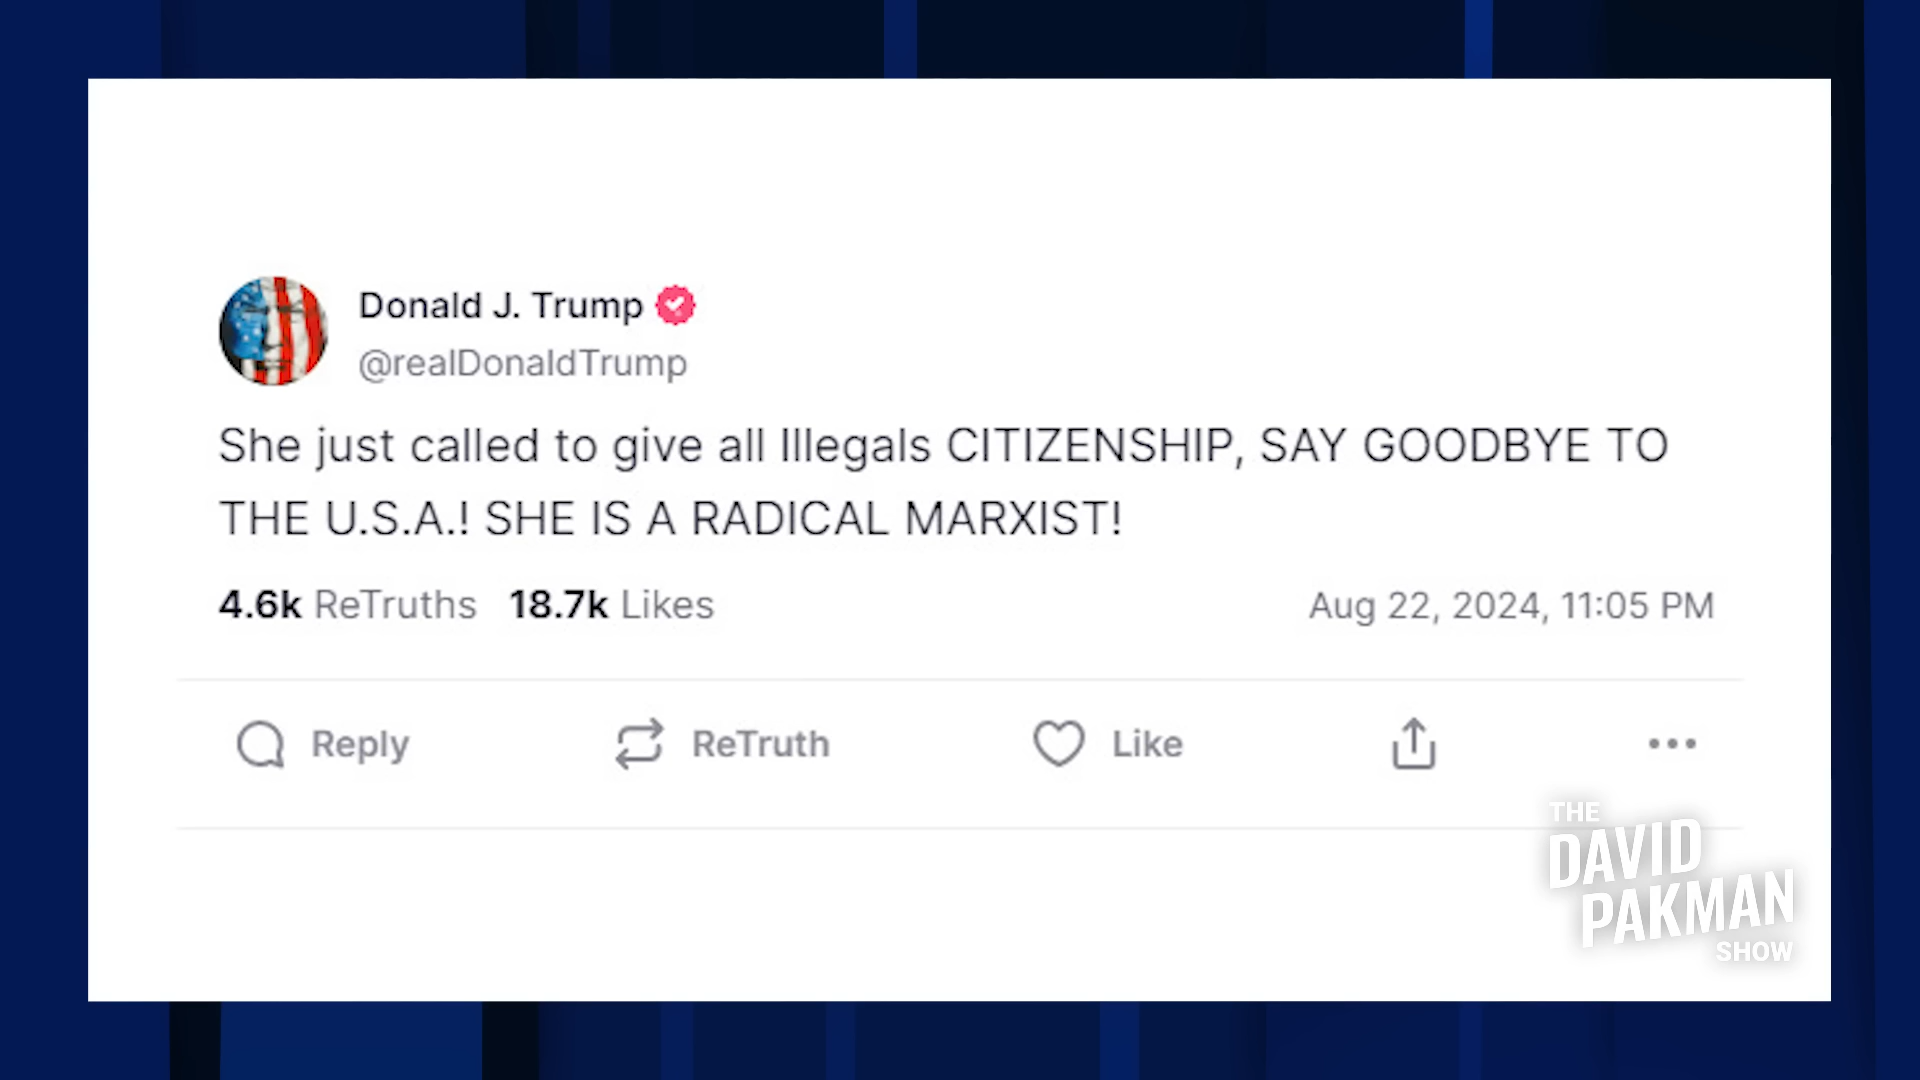 Donald J. Trump
@realDonaldTrump
She just called to give all Illegals CITIZENSHIP, SAY GOODBYE TO
THE U.S.A.! SHE IS A RADICAL MARXIST!
4.6k ReTruths 18.7k Likes Aug 22, 2024, 11:05 PM
Reply ReTruth Like
THE
DAVID
PAKMAN
SHOW